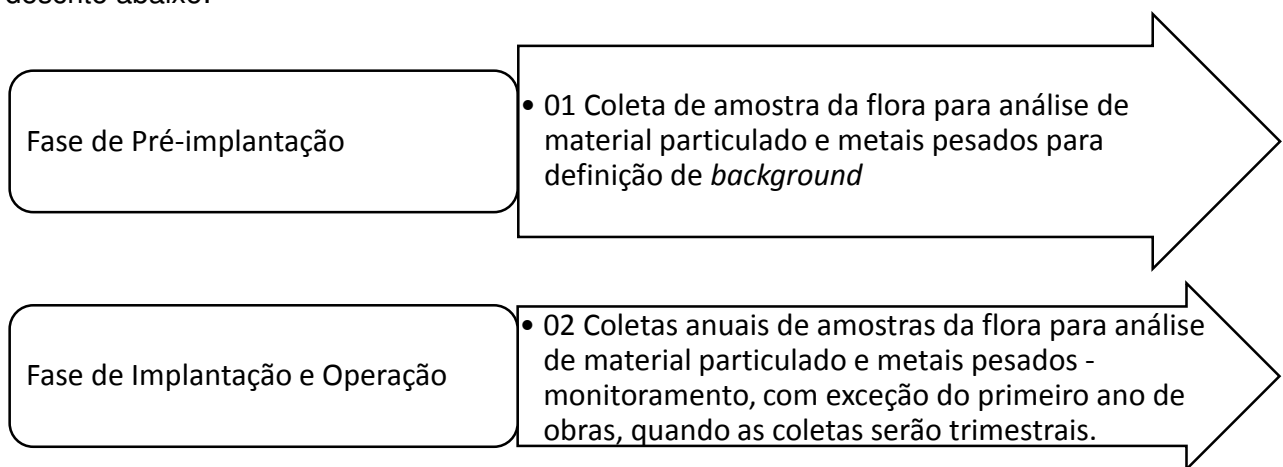 descrito abaixo:
Fase de Pré-implantação
• 01 Coleta de amostra da flora para análise de
material particulado e metais pesados para
definição de background
Fase de Implantação e Operação
• 02 Coletas anuais de amostras da flora para análise
de material particulado e metais pesados -
monitoramento, com exceção do primeiro ano de
obras, quando as coletas serão trimestrais.